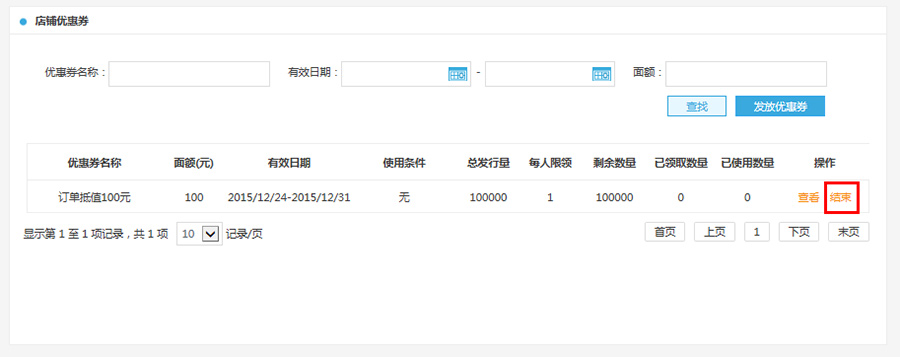 店铺优惠券
优惠券名称： 有效日期： - 面额：
查找 发放优惠券
优惠券名称 面额(元) 有效日期 使用条件 总发行量 每人限领 剩余数量 已领取数量 已使用数量 操作
订单抵值100元 100 2015/12/24-2015/12/31 无 100000 1 100000 0 0 查看 结束
显示第 1 至 1 项记录，共 1 项 10 记录/页 首页 上页 1 下页 末页